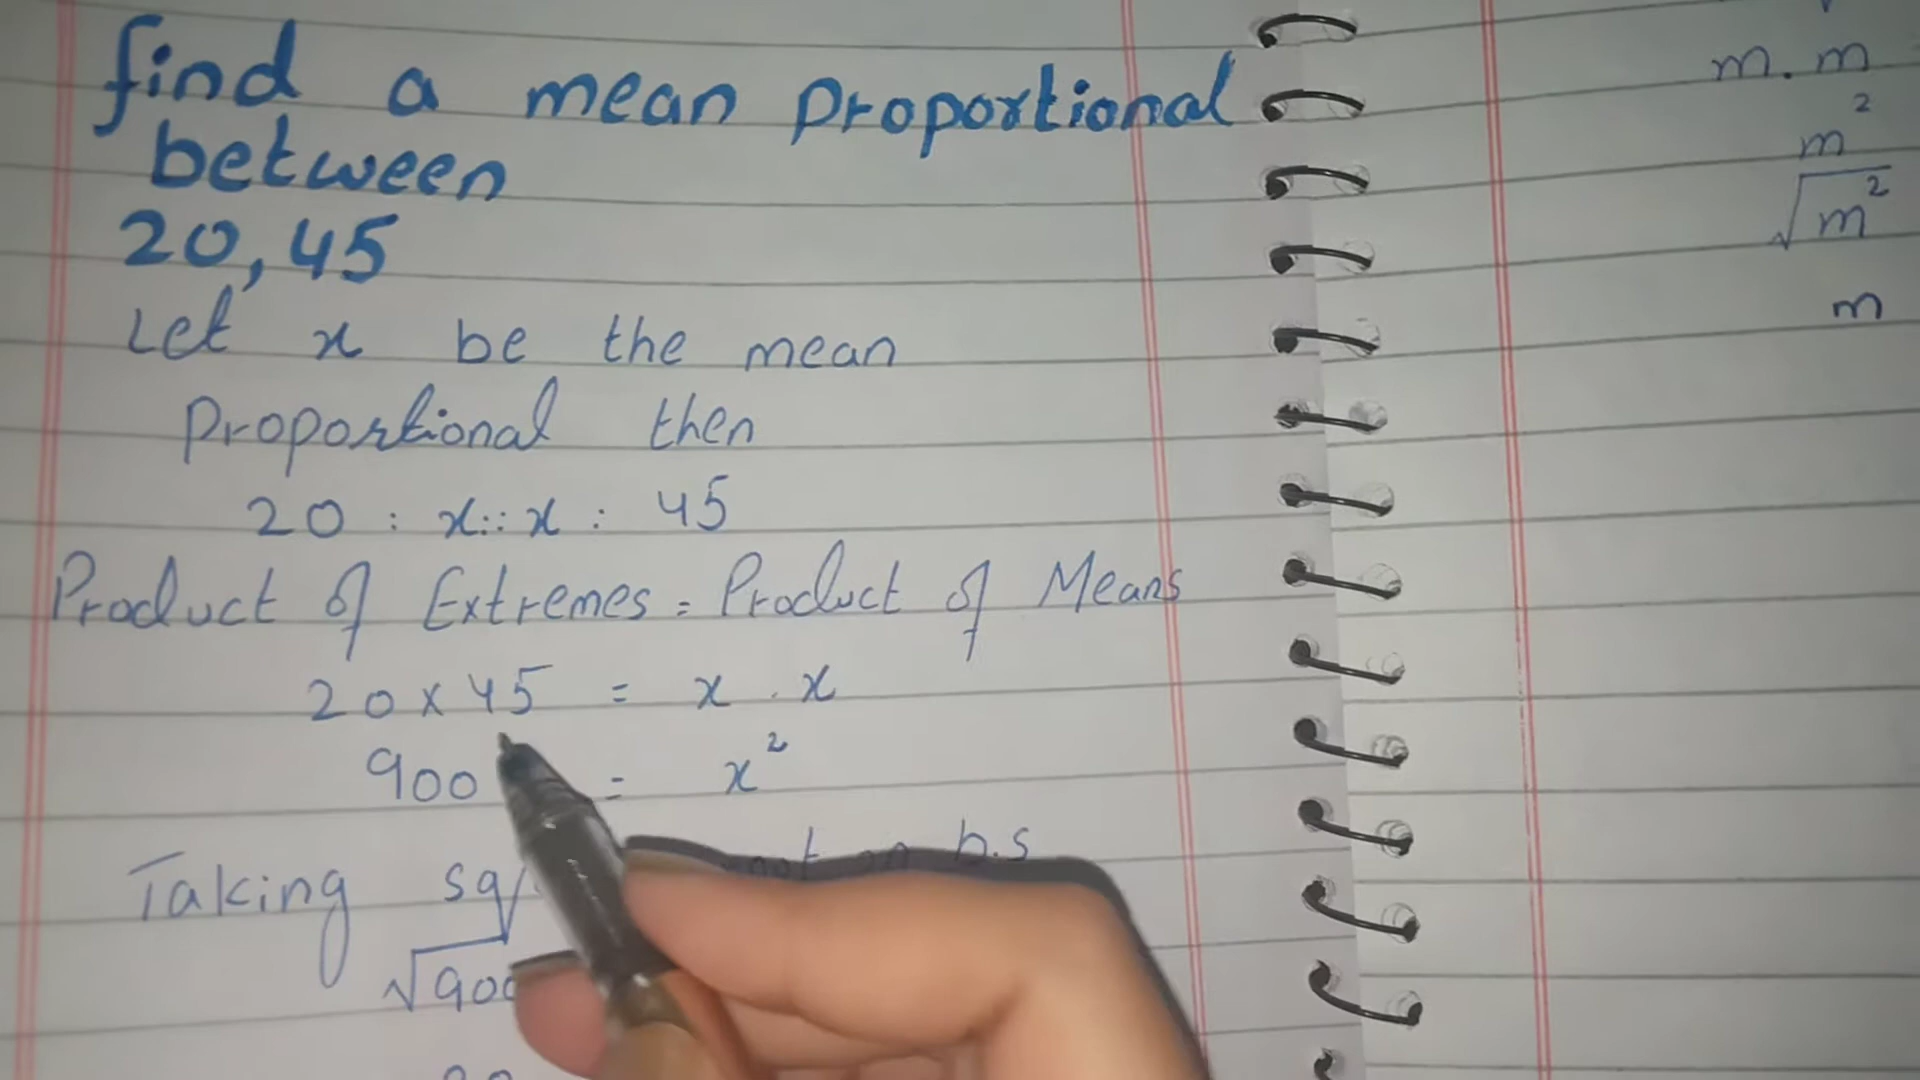 find a mean proportional
between
20, 45
Let x be the mean
proportional then
20 : x :: x : 45
Product of Extremes = Product of Means
20 x 45 = x . x
900 = x²
Taking on b.s
√900
m . m
m²
√m²
m